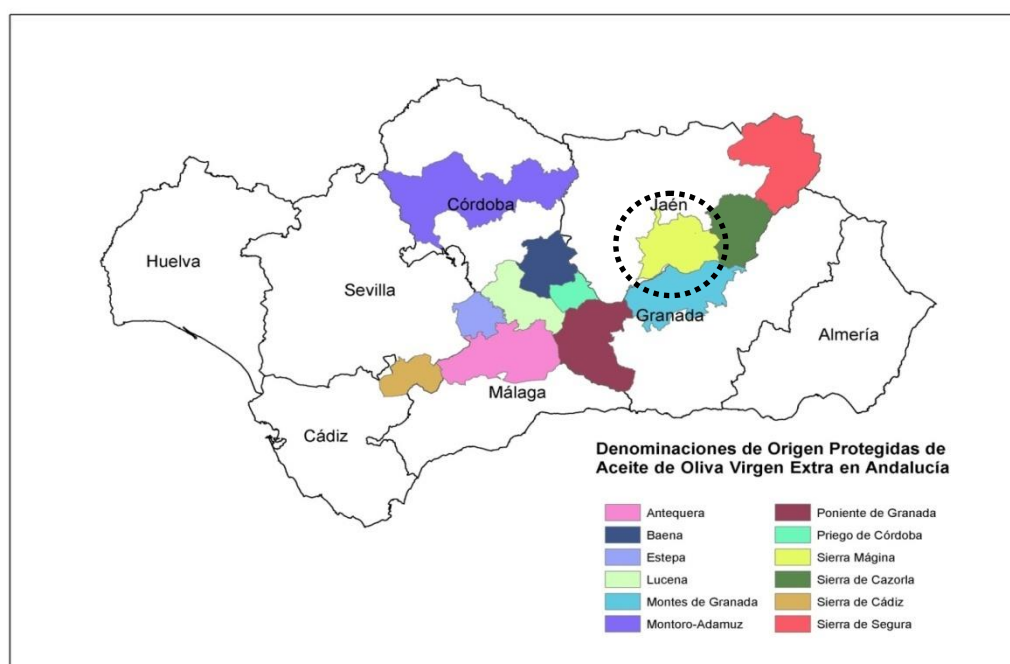 Córdoba
Jaén
Huelva
Sevilla
Granada
Almería
Málaga
Cádiz
Denominaciones de Origen Protegidas de
Aceite de Oliva Virgen Extra en Andalucía
Antequera
Baena
Estepa
Lucena
Montes de Granada
Montoro-Adamuz
Poniente de Granada
Priego de Córdoba
Sierra Mágina
Sierra de Cazorla
Sierra de Cádiz
Sierra de Segura